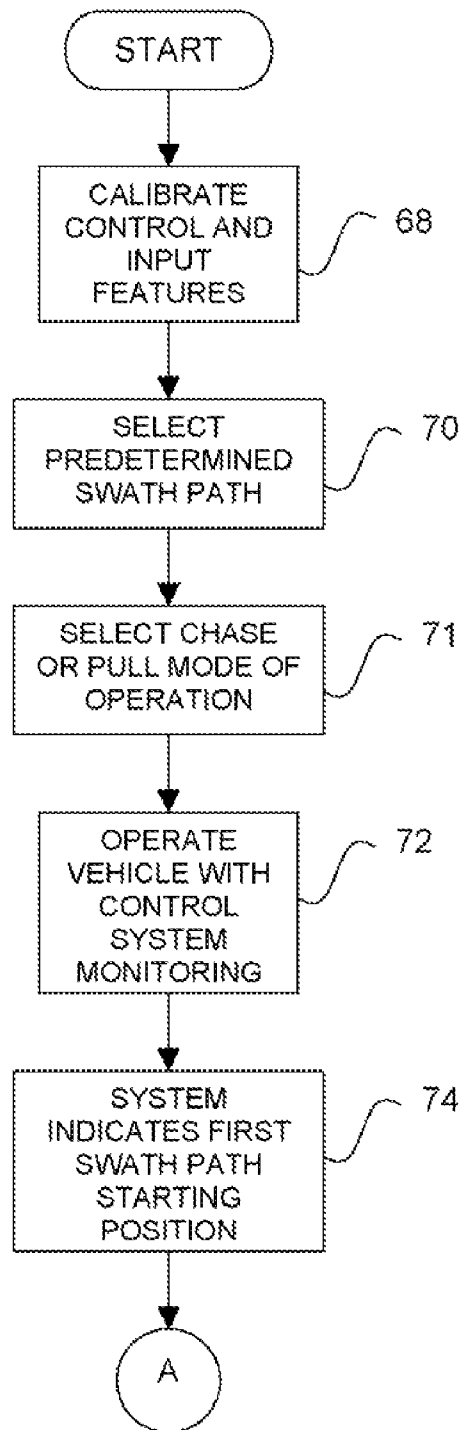 START
CALIBRATE
CONTROL AND
INPUT
FEATURES
68
SELECT
PREDETERMINED
SWATH PATH
70
SELECT CHASE
OR PULL MODE OF
OPERATION
71
OPERATE
VEHICLE WITH
CONTROL
SYSTEM
MONITORING
72
SYSTEM
INDICATES FIRST
SWATH PATH
STARTING
POSITION
74
A